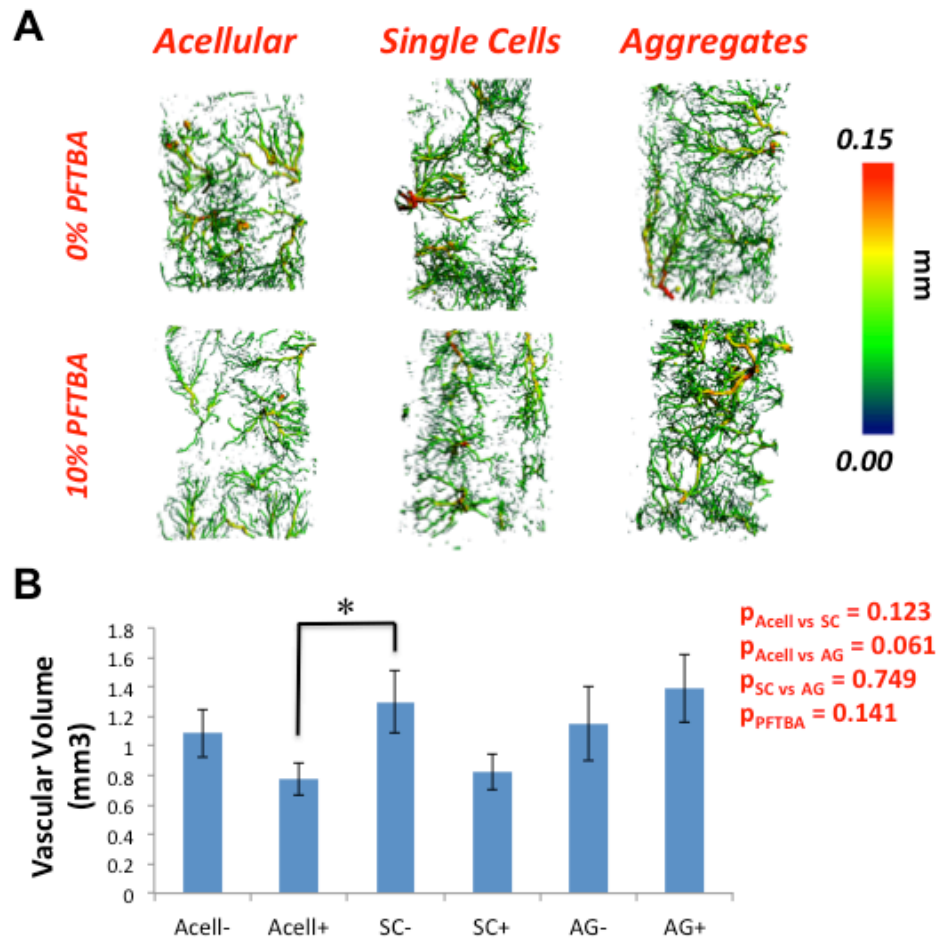 A
Acellular Single Cells Aggregates
0% PFTBA
0.15
mm
0.00
10% PFTBA
B
*
pAcell vs SC = 0.123
pAcell vs AG = 0.061
pSC vs AG = 0.749
pPFTBA = 0.141
Vascular Volume
(mm3)
1.8
1.6
1.4
1.2
1
0.8
0.6
0.4
0.2
0
Acell- Acell+ SC- SC+ AG- AG+